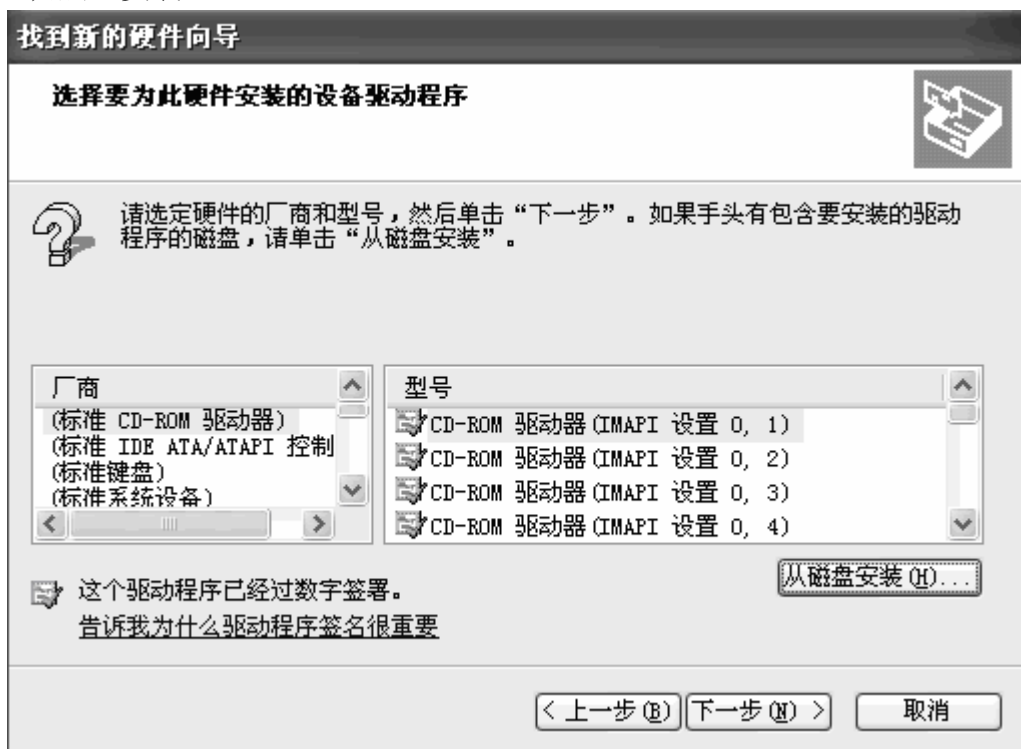 找到新的硬件向导
选择要为此硬件安装的设备驱动程序
请选定硬件的厂商和型号，然后单击“下一步”。如果手头有包含要安装的驱动
程序的磁盘，请单击“从磁盘安装”。
厂商
(标准 CD-ROM 驱动器)
(标准 IDE ATA/ATAPI 控制
(标准键盘)
(标准系统设备)
型号
CD-ROM 驱动器(IMAPI 设置 0, 1)
CD-ROM 驱动器(IMAPI 设置 0, 2)
CD-ROM 驱动器(IMAPI 设置 0, 3)
CD-ROM 驱动器(IMAPI 设置 0, 4)
从磁盘安装(H)...
这个驱动程序已经过数字签署。
告诉我为什么驱动程序签名很重要
< 上一步(B) 下一步(N) > 取消